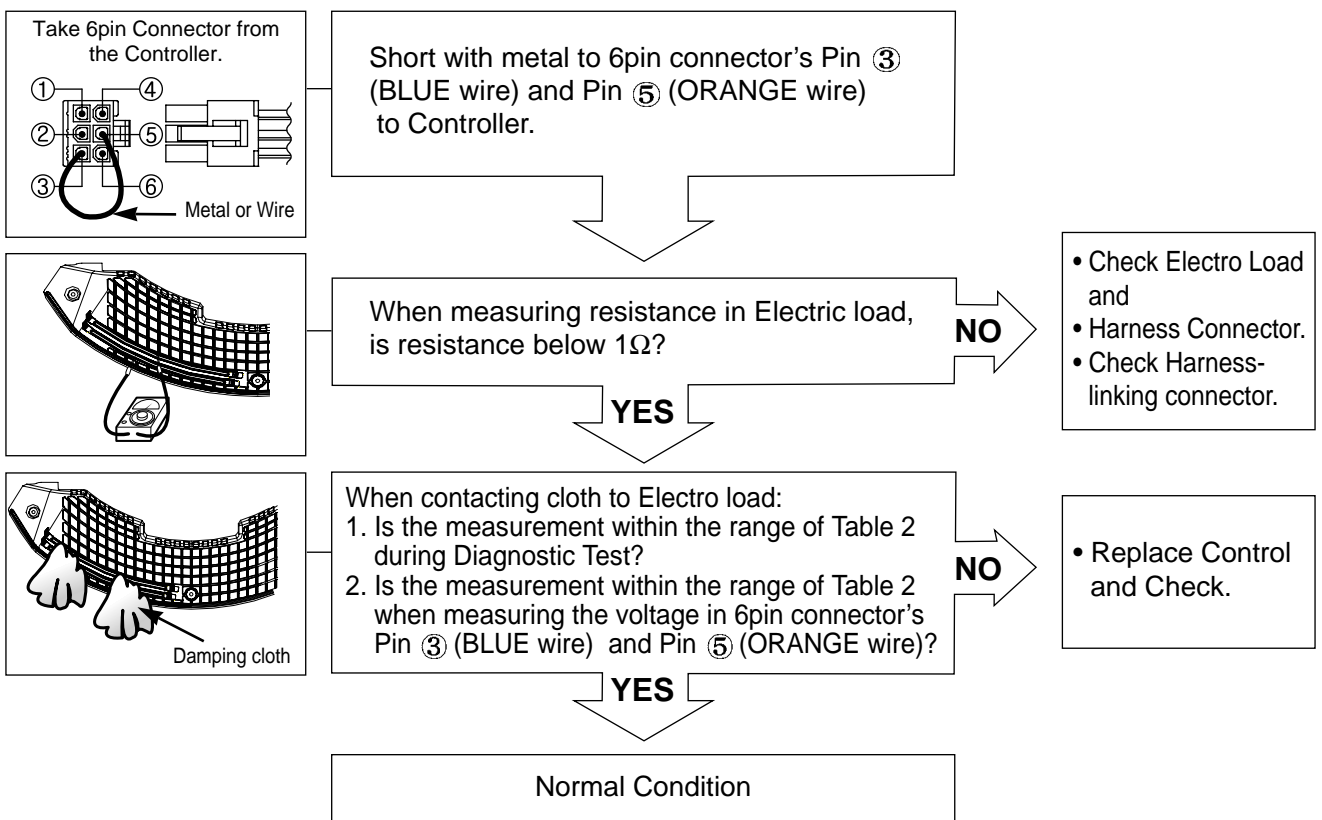 Take 6pin Connector from
the Controller.
①
④
②
⑤
③
⑥
Metal or Wire
Short with metal to 6pin connector's Pin ③
(BLUE wire) and Pin ⑤ (ORANGE wire)
to Controller.
When measuring resistance in Electric load,
is resistance below 1Ω?
NO
• Check Electro Load
and
• Harness Connector.
• Check Harness-
linking connector.
YES
Damping cloth
When contacting cloth to Electro load:
1. Is the measurement within the range of Table 2
during Diagnostic Test?
2. Is the measurement within the range of Table 2
when measuring the voltage in 6pin connector's
Pin ③ (BLUE wire) and Pin ⑤ (ORANGE wire)?
NO
• Replace Control
and Check.
YES
Normal Condition